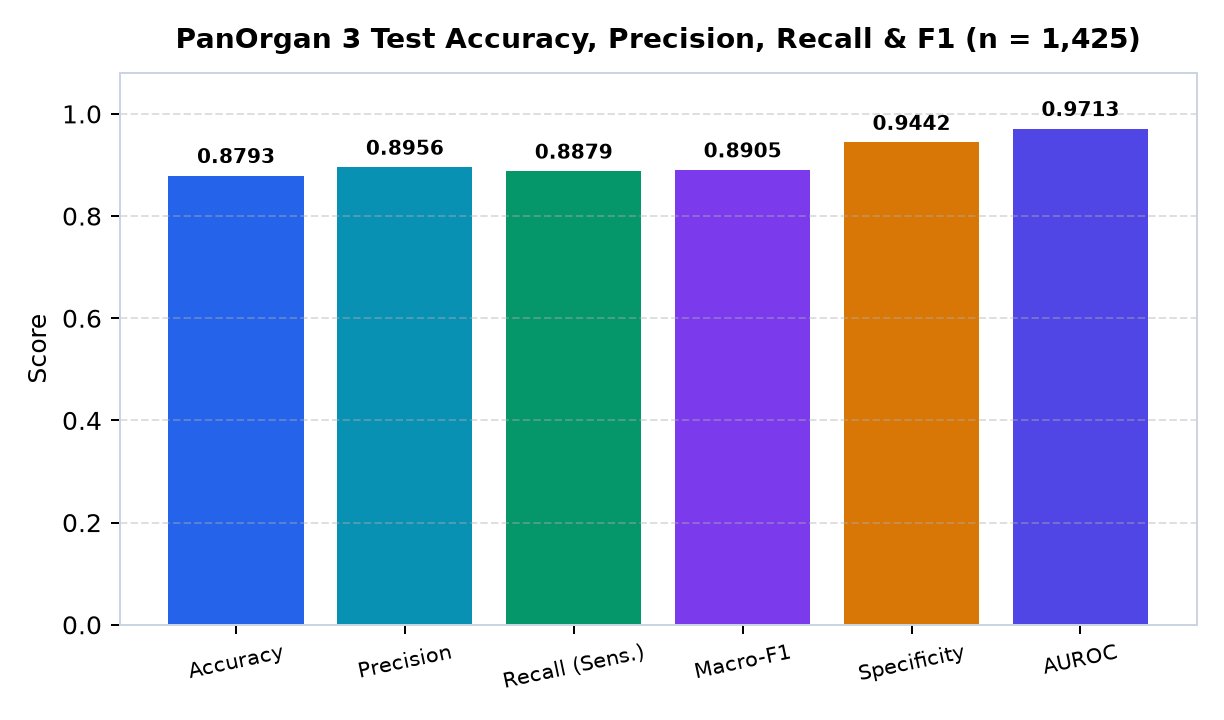 PanOrgan 3 Test Accuracy, Precision, Recall & F1 (n = 1,425)
1.0
0.8
0.6
0.4
0.2
0.0
Score
0.8793
0.8956
0.8879
0.8905
0.9442
0.9713
Accuracy
Precision
Recall (Sens.)
Macro-F1
Specificity
AUROC